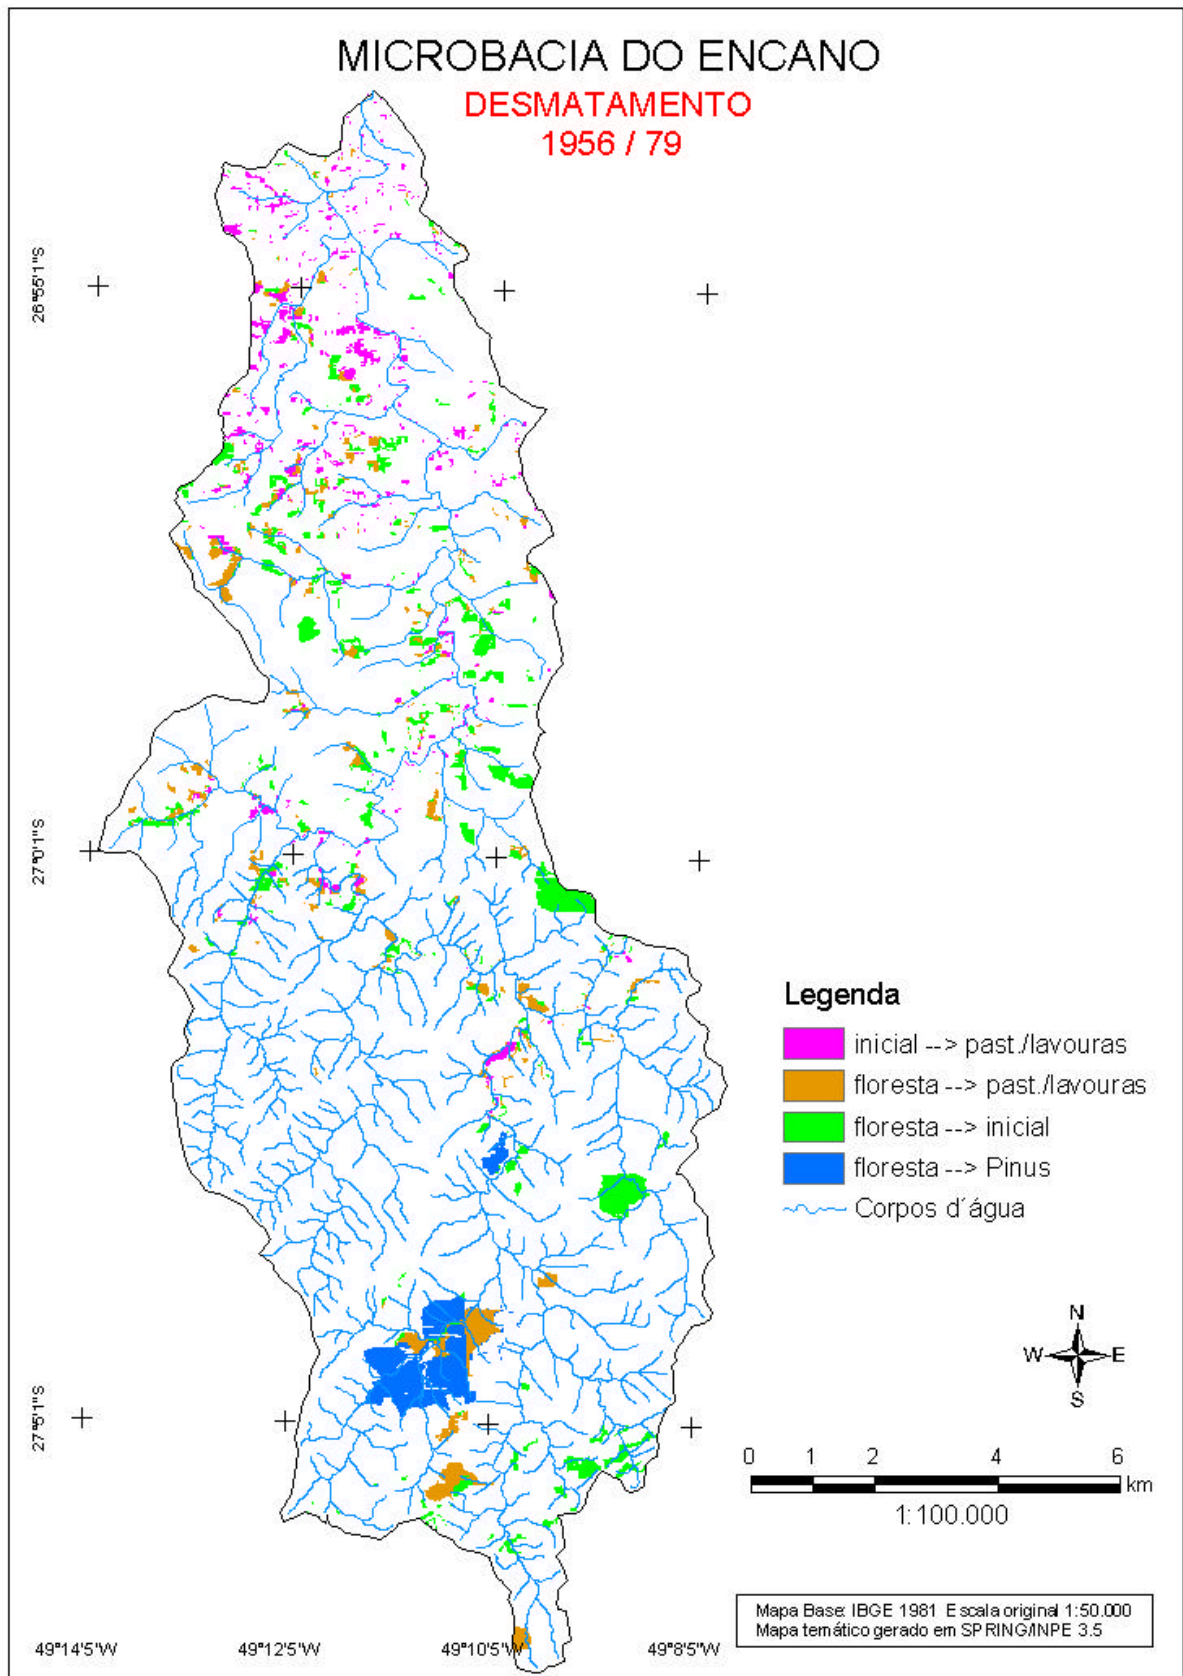 MICROBACIA DO ENCANO
DESMATAMENTO
1956 / 79
26°55'1''S
27°0'1''S
Legenda
inicial --> past./lavouras
floresta --> past./lavouras
floresta --> inicial
floresta --> Pinus
Corpos d´água
N
W E
S
27°5'1''S
0 1 2 4 6
km
1:100.000
Mapa Base: IBGE 1981 Escala original 1:50.000
Mapa temático gerado em SPRING/INPE 3.5
49°14'5''W 49°12'5''W 49°10'5''W 49°8'5''W